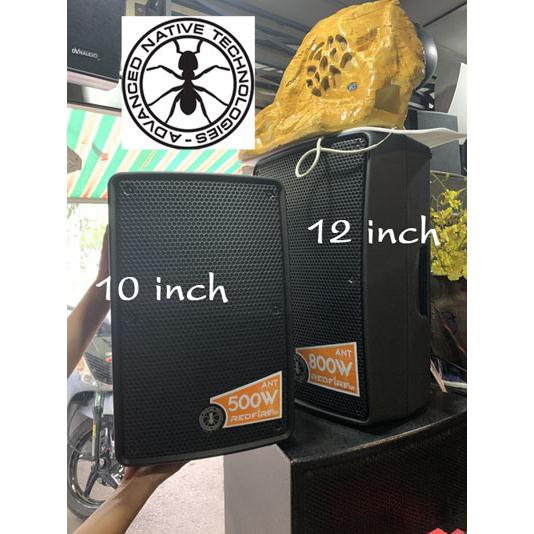 ADVANCED NATIVE TECHNOLOGIES -
12 inch
10 inch
ANT
800W
REDFIRE
ANT
500W
REDFIRE